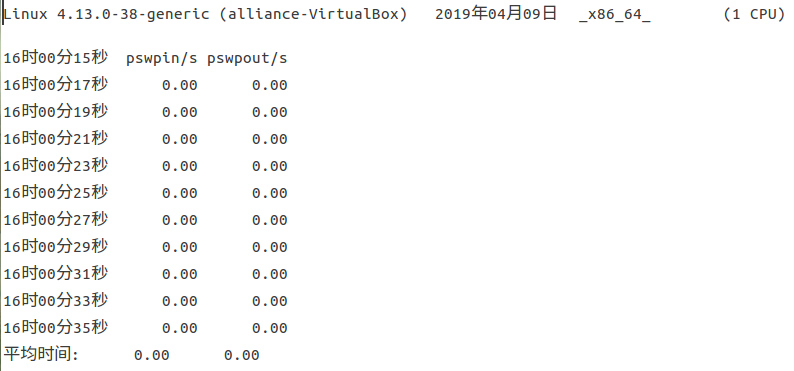 Linux 4.13.0-38-generic (alliance-VirtualBox) 2019年04月09日 _x86_64_ (1 CPU)
16时00分15秒 pswpin/s pswpout/s
16时00分17秒 0.00 0.00
16时00分19秒 0.00 0.00
16时00分21秒 0.00 0.00
16时00分23秒 0.00 0.00
16时00分25秒 0.00 0.00
16时00分27秒 0.00 0.00
16时00分29秒 0.00 0.00
16时00分31秒 0.00 0.00
16时00分33秒 0.00 0.00
16时00分35秒 0.00 0.00
平均时间: 0.00 0.00